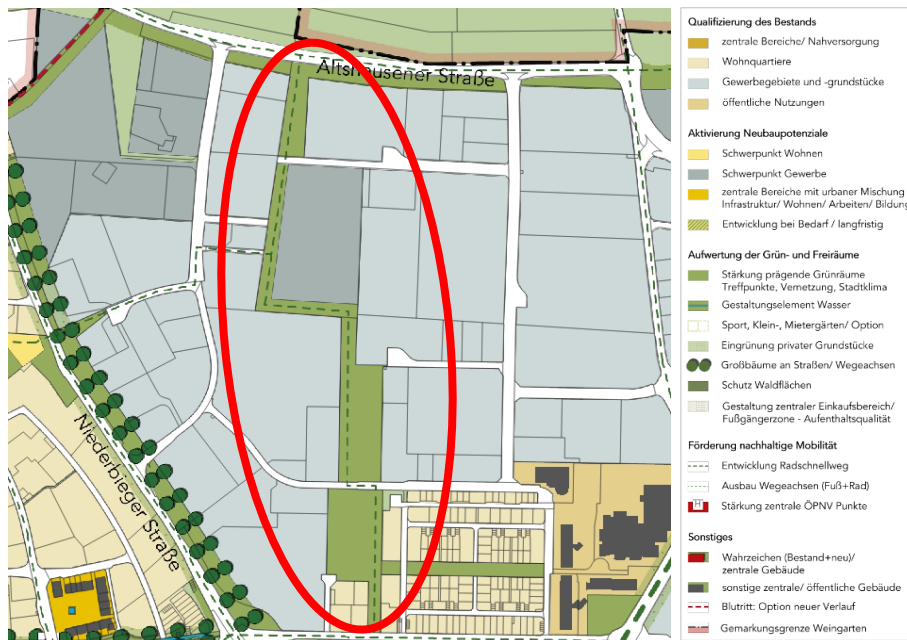 Altshausener Straße
Niederbieger Straße
Qualifizierung des Bestands
zentrale Bereiche/ Nahversorgung
Wohnquartiere
Gewerbegebiete und -grundstücke
öffentliche Nutzungen
Aktivierung Neubaupotenziale
Schwerpunkt Wohnen
Schwerpunkt Gewerbe
zentrale Bereiche mit urbaner Mischung
Infrastruktur/ Wohnen/ Arbeiten/ Bildung
Entwicklung bei Bedarf / langfristig
Aufwertung der Grün- und Freiräume
Stärkung prägende Grünräume
Treffpunkte, Vernetzung, Stadtklima
Gestaltungselement Wasser
Sport, Klein-, Mietergärten/ Option
Eingrünung privater Grundstücke
Großbäume an Straßen/ Wegeachsen
Schutz Waldflächen
Gestaltung zentraler Einkaufsbereich/
Fußgängerzone - Aufenthaltsqualität
Förderung nachhaltige Mobilität
Entwicklung Radschnellweg
Ausbau Wegeachsen (Fuß+Rad)
H
Stärkung zentrale ÖPNV Punkte
Sonstiges
Wahrzeichen (Bestand+neu)/
zentrale Gebäude
sonstige zentrale/ öffentliche Gebäude
Blutritt: Option neuer Verlauf
Gemarkungsgrenze Weingarten